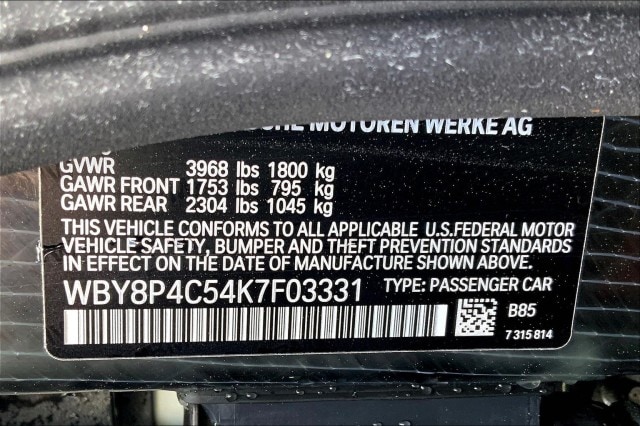 MOTOREN WERKE AG
GVWR 3968 lbs 1800 kg
GAWR FRONT 1753 lbs 795 kg
GAWR REAR 2304 lbs 1045 kg
THIS VEHICLE CONFORMS TO ALL APPLICABLE U.S.FEDERAL MOTOR
VEHICLE SAFETY, BUMPER AND THEFT PREVENTION STANDARDS
IN EFFECT ON THE DATE OF MANUFACTURE SHOWN ABOVE.
WBY8P4C54K7F03331 TYPE: PASSENGER CAR
B85
7 315 814